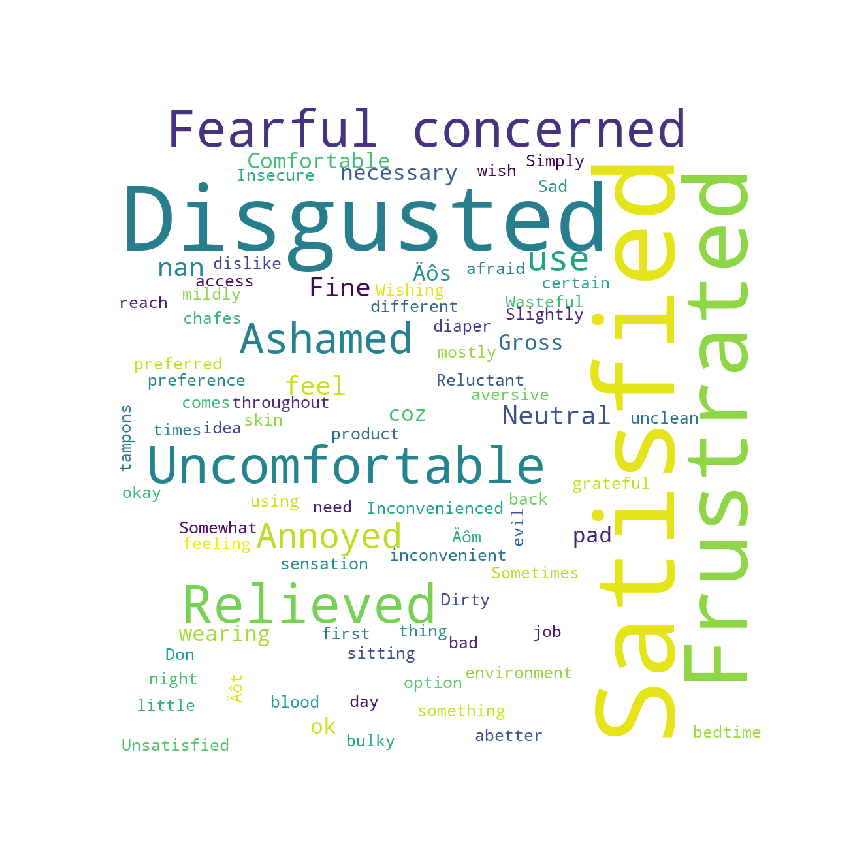 Fearful concerned
Comfortable
Simply
Insecure
necessary
wish
Sad
Disgusted
Satisfied
Frustrated
nan
dislike
Äôs
afraid
use
access
mildly
Fine
Wishing
certain
reach
different
Wasteful
chafes
Slightly
Ashamed
diaper
Gross
mostly
preferred
preference
feel
Reluctant
aversive
comes
throughout
coz
Neutral
unclean
skin
times
idea
product
tampons
Uncomfortable
okay
grateful
using
need
Inconvenienced
back
evil
Somewhat
feeling
Annoyed
Äôm
pad
inconvenient
sensation
Sometimes
Relieved
Dirty
wearing
first
thing
bad
job
Don
sitting
night
Äôt
option
environment
little
blood
day
something
ok
abetter
bedtime
Unsatisfied
bulky